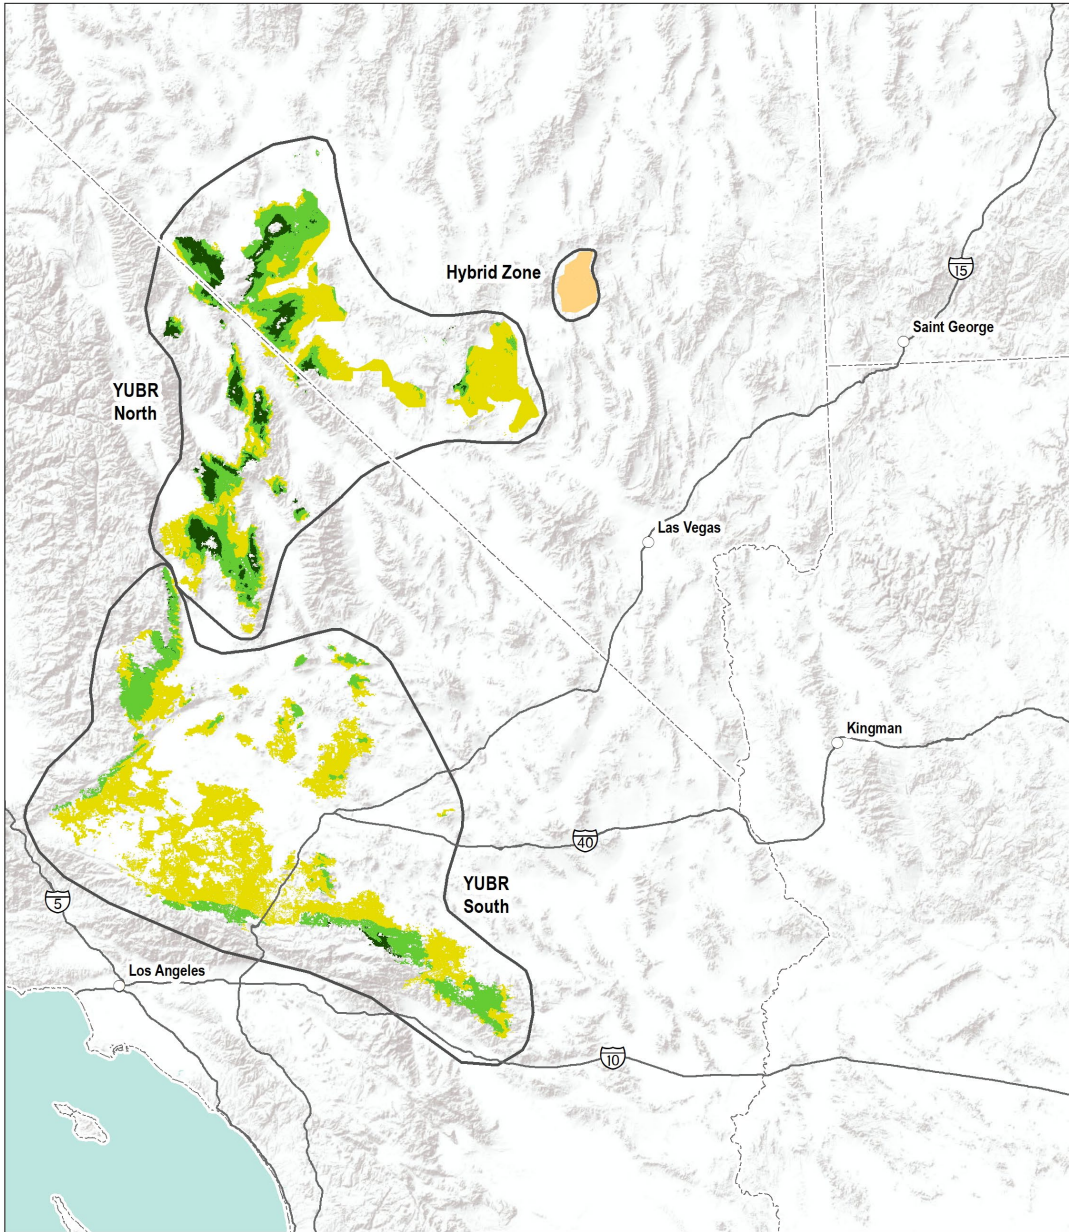 Hybrid Zone
15
Saint George
YUBR
North
Las Vegas
Kingman
40
YUBR
South
5
Los Angeles
10